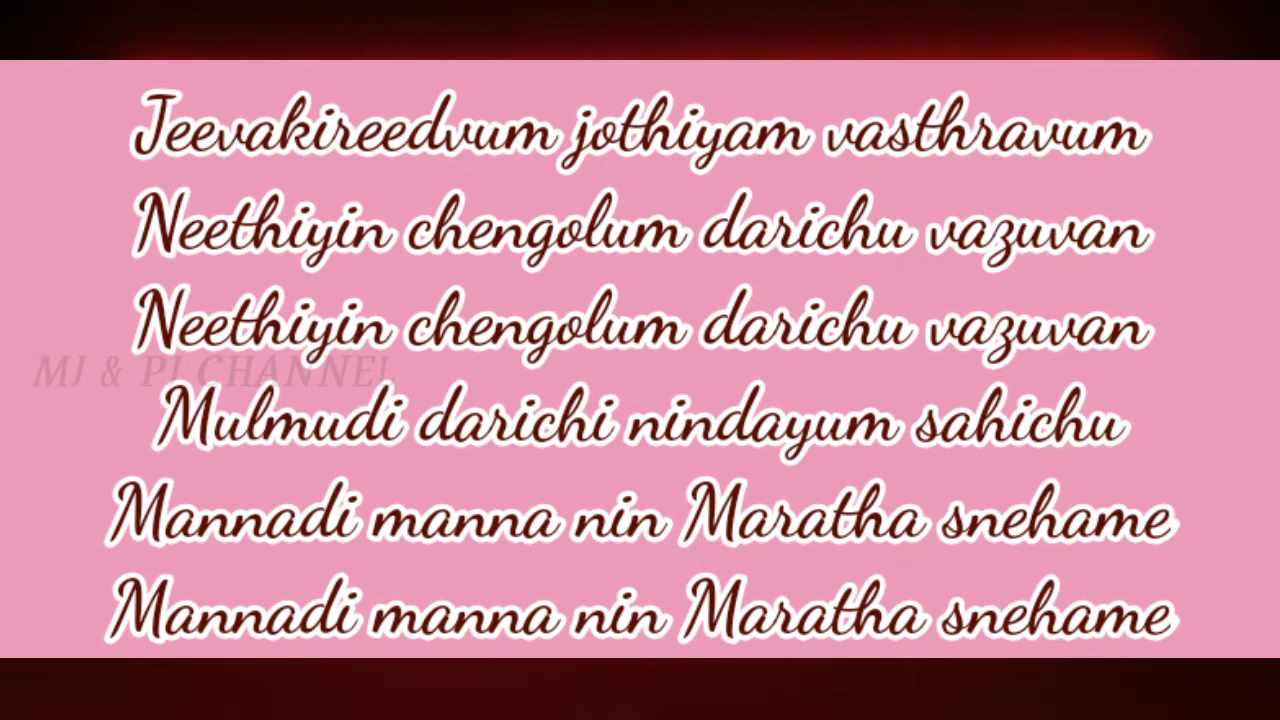 Jeevakireedvum jothiyam vasthravum
Neethiyin chengolum darichu vazuvan
Neethiyin chengolum darichu vazuvan
MJ & PJ CHANNEL
Mulmudi darichi nindayum sahichu
Mannadi manna nin Maratha snehame
Mannadi manna nin Maratha snehame